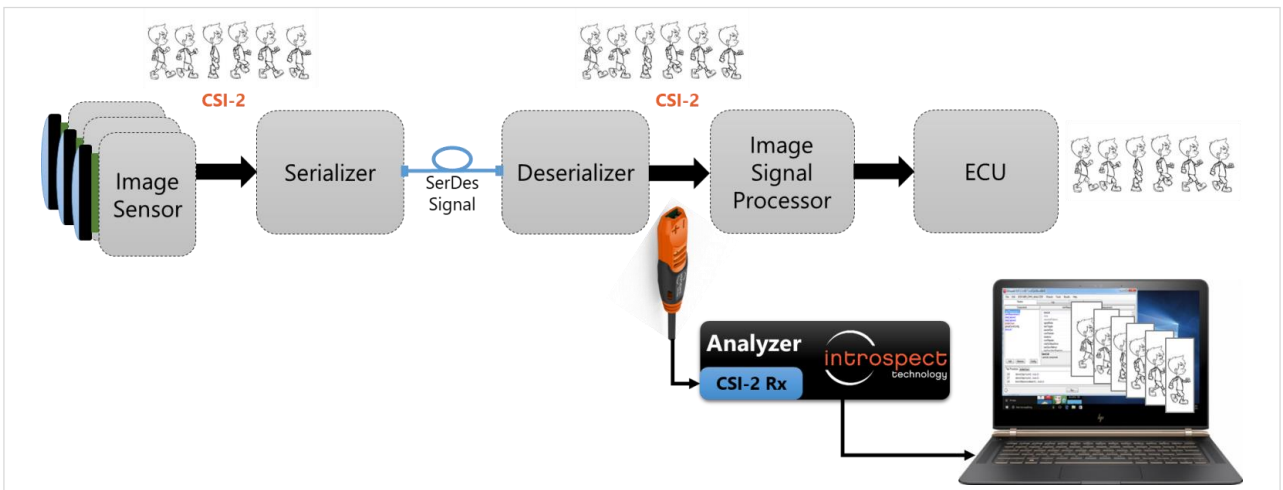 CSI-2
CSI-2
Image
Sensor
Serializer
SerDes
Signal
Deserializer
Image
Signal
Processor
ECU
Analyzer
CSI-2 Rx
introspect
technology